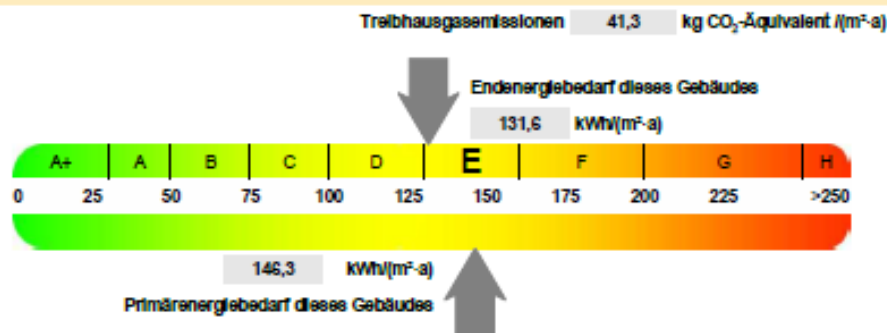 Treibhausgasemissionen 41,3 kg CO₂-Äquivalent /(m²·a)
Endenergiebedarf dieses Gebäudes
131,6 kWh/(m²·a)
A+ A B C D E F G H
0 25 50 75 100 125 150 175 200 225 >250
146,3 kWh/(m²·a)
Primärenergiebedarf dieses Gebäudes